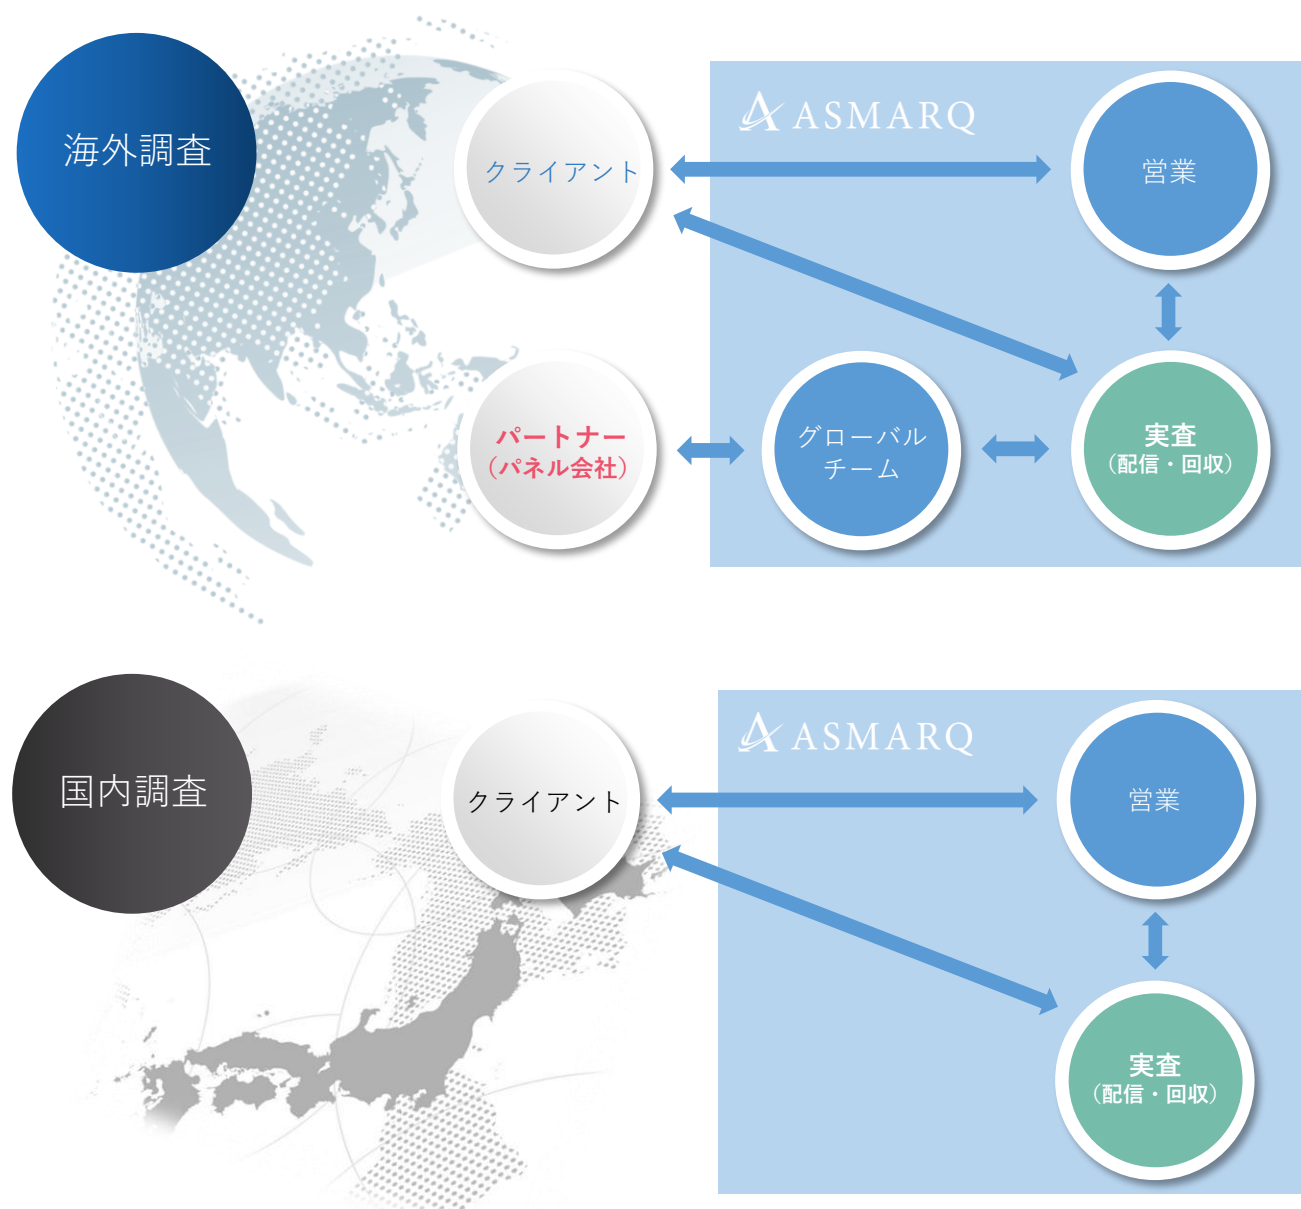 海外調査
クライアント
ASMARQ
営業
パートナー
（パネル会社）
グローバル
チーム
実査
（配信・回収）
国内調査
クライアント
ASMARQ
営業
実査
（配信・回収）